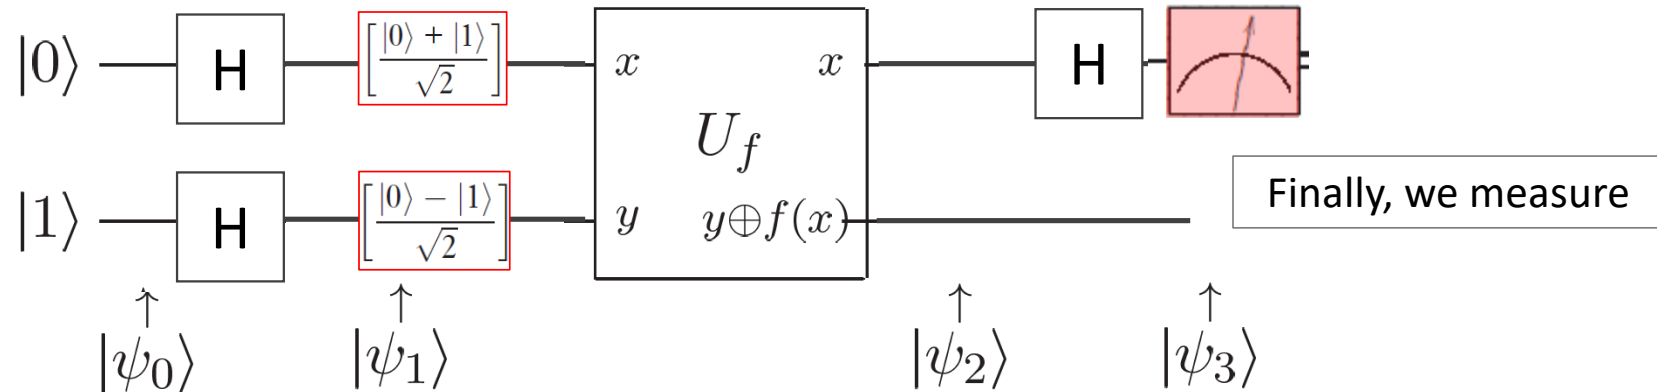 |0⟩ H [(|0⟩ + |1⟩)/√2] x x H
U_f
|1⟩ H [(|0⟩ − |1⟩)/√2] y y⊕f(x)
Finally, we measure
↑ ↑ ↑ ↑
|ψ₀⟩ |ψ₁⟩ |ψ₂⟩ |ψ₃⟩